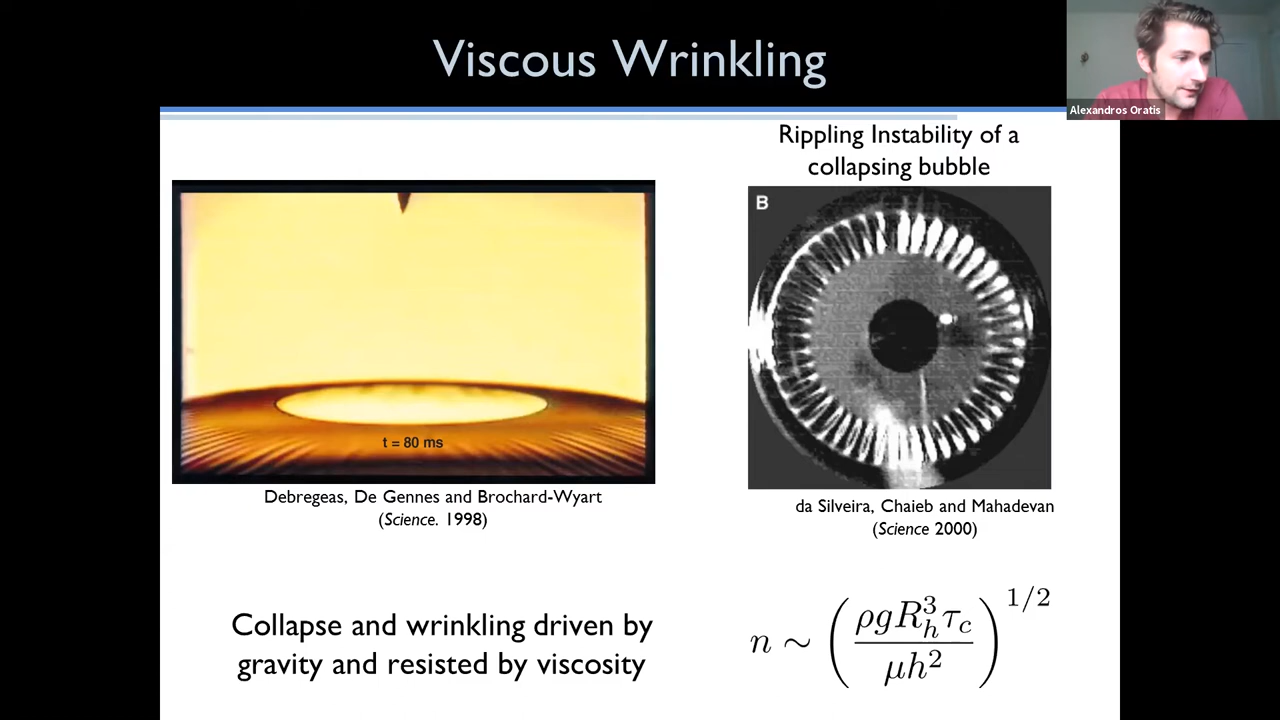 Viscous Wrinkling
Alexandros Oratis
Rippling Instability of a
collapsing bubble
B
t = 80 ms
Debregeas, De Gennes and Brochard-Wyart
(Science. 1998)
da Silveira, Chaieb and Mahadevan
(Science 2000)
Collapse and wrinkling driven by
gravity and resisted by viscosity
n ∼ (ρgR_h^3 τ_c / μh^2)^{1/2}